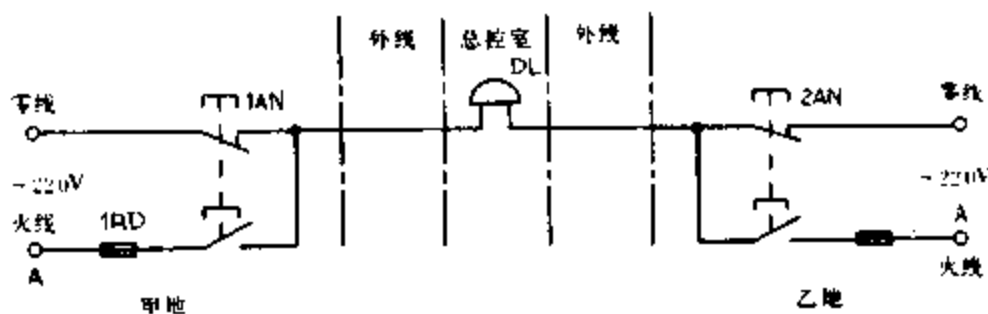 外线 总控室 外线
DL
零线 1AN 2AN 零线
~220V ~220V
火线 1RD A
A 火线
甲地 乙地